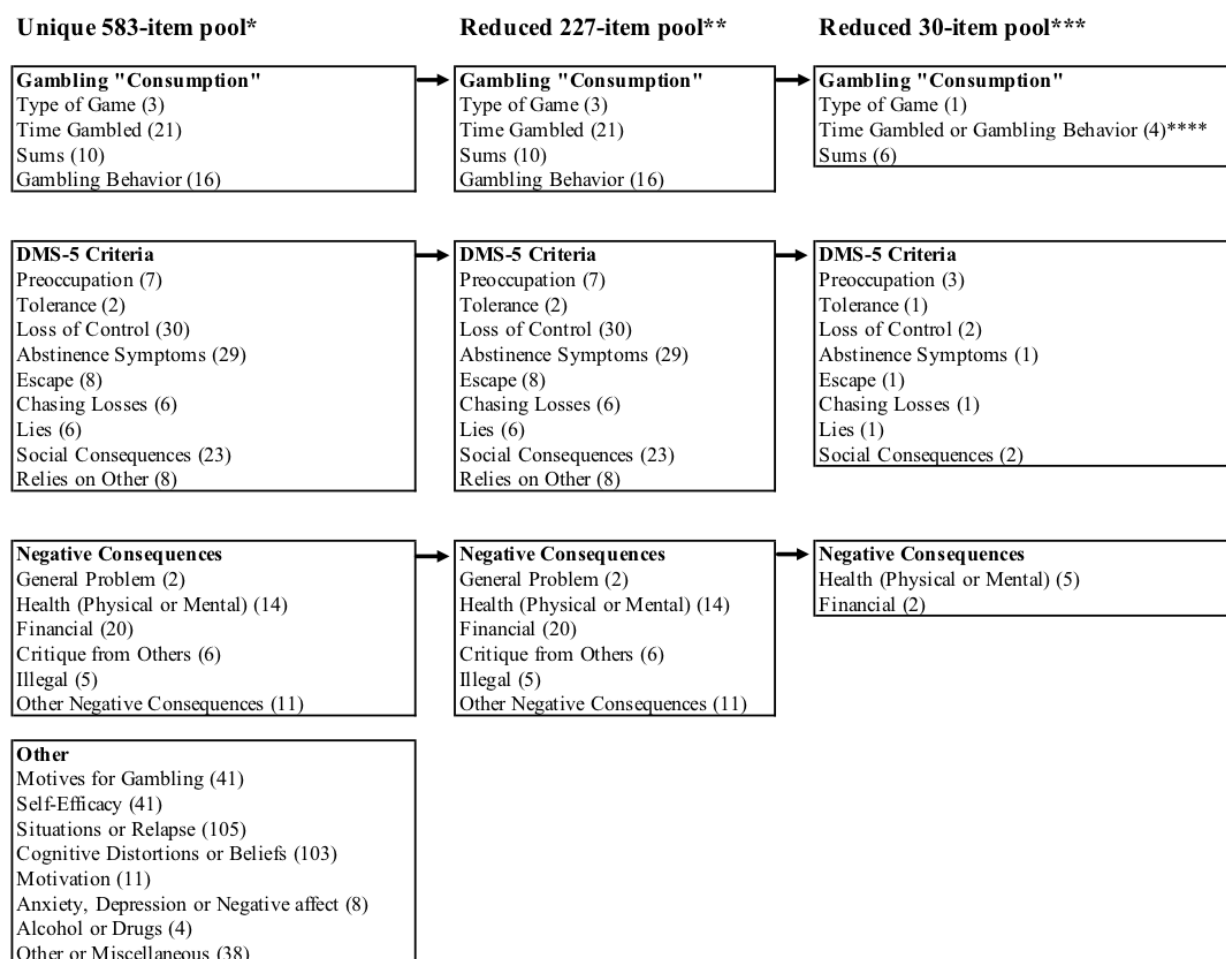 Unique 583-item pool*
Gambling "Consumption"
Type of Game (3)
Time Gambled (21)
Sums (10)
Gambling Behavior (16)
DMS-5 Criteria
Preoccupation (7)
Tolerance (2)
Loss of Control (30)
Abstinence Symptoms (29)
Escape (8)
Chasing Losses (6)
Lies (6)
Social Consequences (23)
Relies on Other (8)
Negative Consequences
General Problem (2)
Health (Physical or Mental) (14)
Financial (20)
Critique from Others (6)
Illegal (5)
Other Negative Consequences (11)
Other
Motives for Gambling (41)
Self-Efficacy (41)
Situations or Relapse (105)
Cognitive Distortions or Beliefs (103)
Motivation (11)
Anxiety, Depression or Negative affect (8)
Alcohol or Drugs (4)
Other or Miscellaneous (38)
Reduced 227-item pool**
Gambling "Consumption"
Type of Game (3)
Time Gambled (21)
Sums (10)
Gambling Behavior (16)
DMS-5 Criteria
Preoccupation (7)
Tolerance (2)
Loss of Control (30)
Abstinence Symptoms (29)
Escape (8)
Chasing Losses (6)
Lies (6)
Social Consequences (23)
Relies on Other (8)
Negative Consequences
General Problem (2)
Health (Physical or Mental) (14)
Financial (20)
Critique from Others (6)
Illegal (5)
Other Negative Consequences (11)
Reduced 30-item pool***
Gambling "Consumption"
Type of Game (1)
Time Gambled or Gambling Behavior (4)****
Sums (6)
DMS-5 Criteria
Preoccupation (3)
Tolerance (1)
Loss of Control (2)
Abstinence Symptoms (1)
Escape (1)
Chasing Losses (1)
Lies (1)
Social Consequences (2)
Negative Consequences
Health (Physical or Mental) (5)
Financial (2)